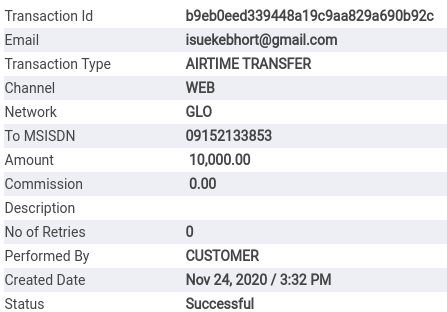 Transaction Id b9eb0eed339448a19c9aa829a690b92c
Email isuekebhort@gmail.com
Transaction Type AIRTIME TRANSFER
Channel WEB
Network GLO
To MSISDN 09152133853
Amount 10,000.00
Commission 0.00
Description
No of Retries 0
Performed By CUSTOMER
Created Date Nov 24, 2020 / 3:32 PM
Status Successful